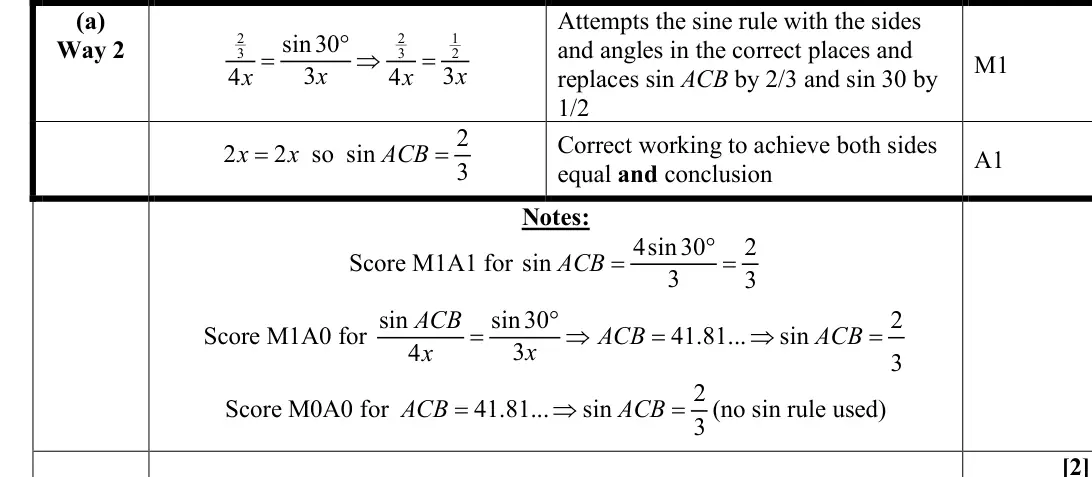 (a)
Way 2
(2/3)/(4x) = (sin 30°)/(3x) ⇒ (2/3)/(4x) = (1/2)/(3x)
Attempts the sine rule with the sides
and angles in the correct places and
replaces sin ACB by 2/3 and sin 30 by
1/2
M1
2x = 2x so sin ACB = 2/3
Correct working to achieve both sides
equal and conclusion
A1
Notes:
Score M1A1 for sin ACB = (4 sin 30°)/3 = 2/3
Score M1A0 for (sin ACB)/(4x) = (sin 30°)/(3x) ⇒ ACB = 41.81... ⇒ sin ACB = 2/3
Score M0A0 for ACB = 41.81... ⇒ sin ACB = 2/3 (no sin rule used)
[2]